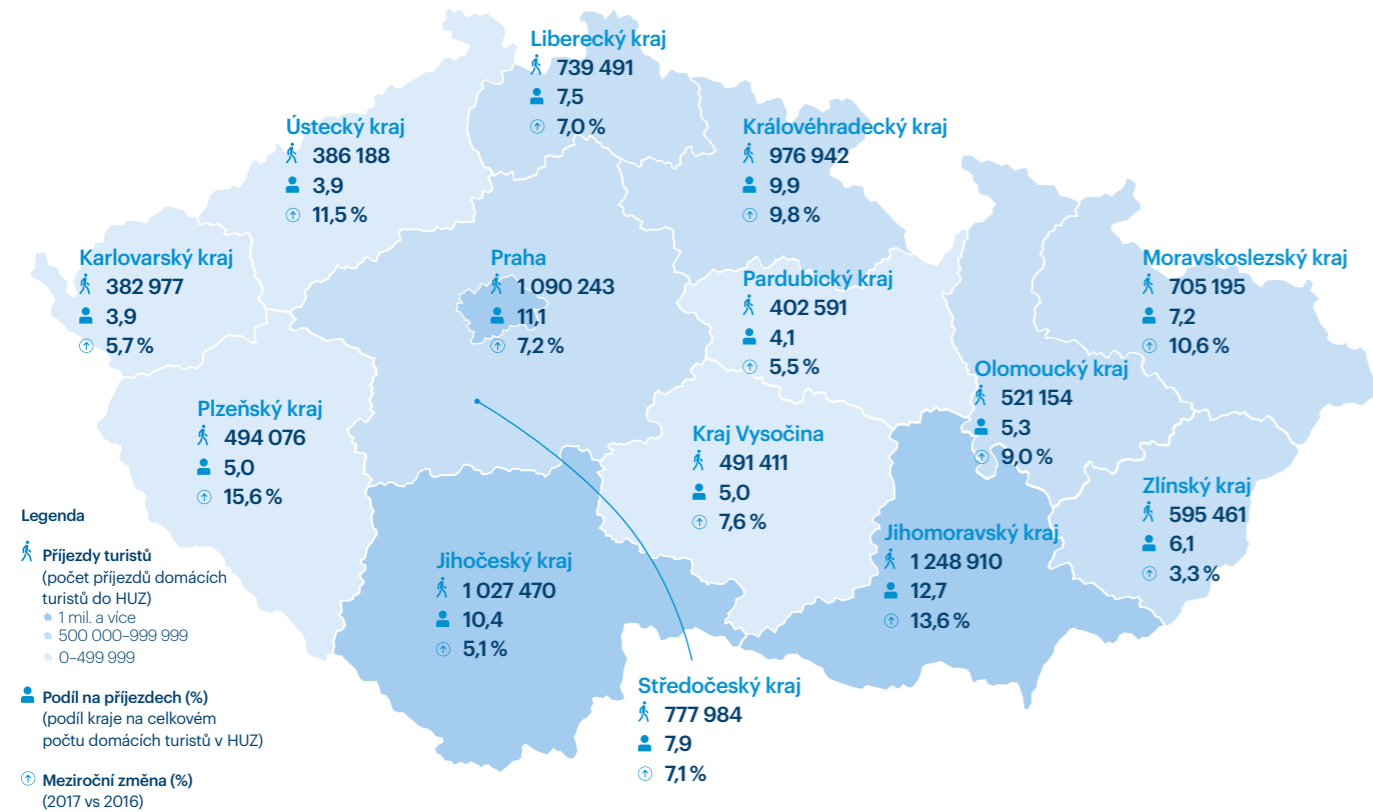 Liberecký kraj
739 491
7,5
7,0 %
Ústecký kraj
386 188
3,9
11,5 %
Královéhradecký kraj
976 942
9,9
9,8 %
Karlovarský kraj
382 977
3,9
5,7 %
Praha
1 090 243
11,1
7,2 %
Pardubický kraj
402 591
4,1
5,5 %
Moravskoslezský kraj
705 195
7,2
10,6 %
Olomoucký kraj
521 154
5,3
9,0 %
Plzeňský kraj
494 076
5,0
15,6 %
Kraj Vysočina
491 411
5,0
7,6 %
Zlínský kraj
595 461
6,1
3,3 %
Jihomoravský kraj
1 248 910
12,7
13,6 %
Jihočeský kraj
1 027 470
10,4
5,1 %
Středočeský kraj
777 984
7,9
7,1 %
Legenda
Příjezdy turistů
(počet příjezdů domácích
turistů do HUZ)
1 mil. a více
500 000–999 999
0–499 999
Podíl na příjezdech (%)
(podíl kraje na celkovém
počtu domácích turistů v HUZ)
Meziroční změna (%)
(2017 vs 2016)